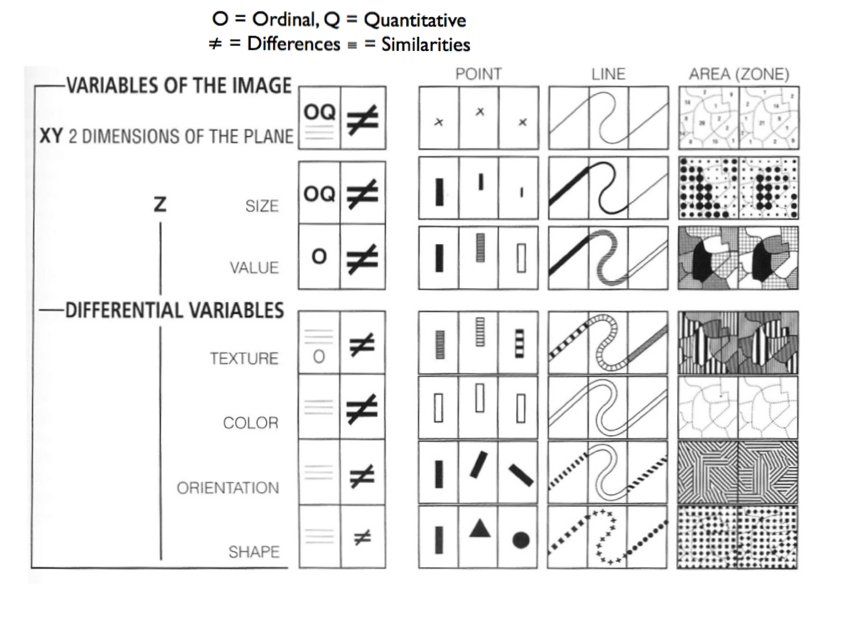 O = Ordinal, Q = Quantitative
≠ = Differences ≡ = Similarities
POINT LINE AREA (ZONE)
VARIABLES OF THE IMAGE
OQ ≡ ≠
XY 2 DIMENSIONS OF THE PLANE
Z SIZE OQ ≠
VALUE O ≠
DIFFERENTIAL VARIABLES
TEXTURE ≡ O ≠
COLOR ≡ ≠
ORIENTATION ≡ ≠
SHAPE ≡ ≠